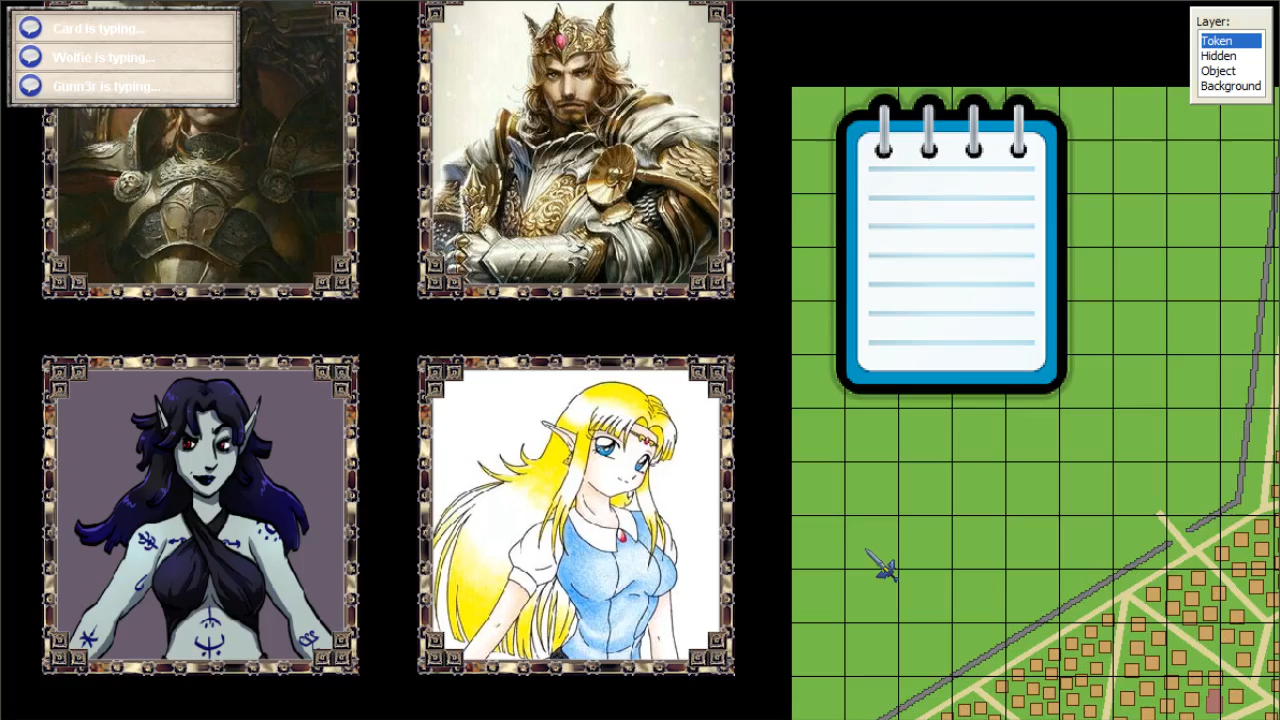 Card is typing...
Wolfie is typing...
Gunn3r is typing...
Layer:
Token
Hidden
Object
Background